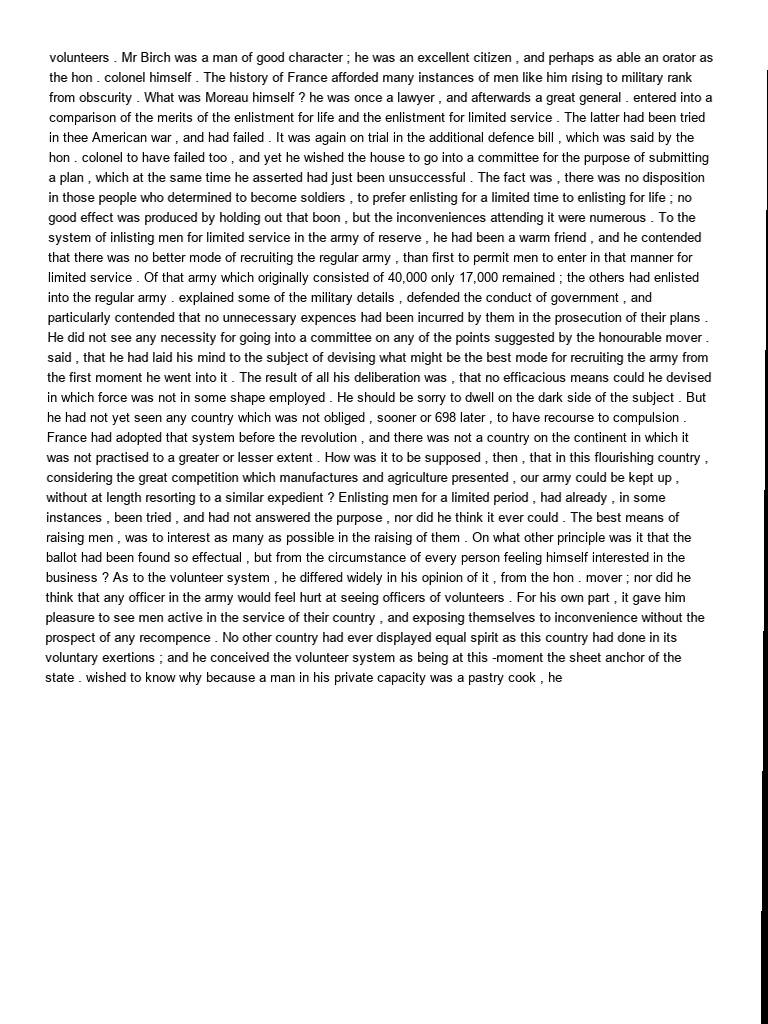 volunteers . Mr Birch was a man of good character ; he was an excellent citizen , and perhaps as able an orator as
the hon . colonel himself . The history of France afforded many instances of men like him rising to military rank
from obscurity . What was Moreau himself ? he was once a lawyer , and afterwards a great general . entered into a
comparison of the merits of the enlistment for life and the enlistment for limited service . The latter had been tried
in thee American war , and had failed . It was again on trial in the additional defence bill , which was said by the
hon . colonel to have failed too , and yet he wished the house to go into a committee for the purpose of submitting
a plan , which at the same time he asserted had just been unsuccessful . The fact was , there was no disposition
in those people who determined to become soldiers , to prefer enlisting for a limited time to enlisting for life ; no
good effect was produced by holding out that boon , but the inconveniences attending it were numerous . To the
system of inlisting men for limited service in the army of reserve , he had been a warm friend , and he contended
that there was no better mode of recruiting the regular army , than first to permit men to enter in that manner for
limited service . Of that army which originally consisted of 40,000 only 17,000 remained ; the others had enlisted
into the regular army . explained some of the military details , defended the conduct of government , and
particularly contended that no unnecessary expences had been incurred by them in the prosecution of their plans .
He did not see any necessity for going into a committee on any of the points suggested by the honourable mover .
said , that he had laid his mind to the subject of devising what might be the best mode for recruiting the army from
the first moment he went into it . The result of all his deliberation was , that no efficacious means could he devised
in which force was not in some shape employed . He should be sorry to dwell on the dark side of the subject . But
he had not yet seen any country which was not obliged , sooner or 698 later , to have recourse to compulsion .
France had adopted that system before the revolution , and there was not a country on the continent in which it
was not practised to a greater or lesser extent . How was it to be supposed , then , that in this flourishing country ,
considering the great competition which manufactures and agriculture presented , our army could be kept up ,
without at length resorting to a similar expedient ? Enlisting men for a limited period , had already , in some
instances , been tried , and had not answered the purpose , nor did he think it ever could . The best means of
raising men , was to interest as many as possible in the raising of them . On what other principle was it that the
ballot had been found so effectual , but from the circumstance of every person feeling himself interested in the
business ? As to the volunteer system , he differed widely in his opinion of it , from the hon . mover ; nor did he
think that any officer in the army would feel hurt at seeing officers of volunteers . For his own part , it gave him
pleasure to see men active in the service of their country , and exposing themselves to inconvenience without the
prospect of any recompence . No other country had ever displayed equal spirit as this country had done in its
voluntary exertions ; and he conceived the volunteer system as being at this -moment the sheet anchor of the
state . wished to know why because a man in his private capacity was a pastry cook , he